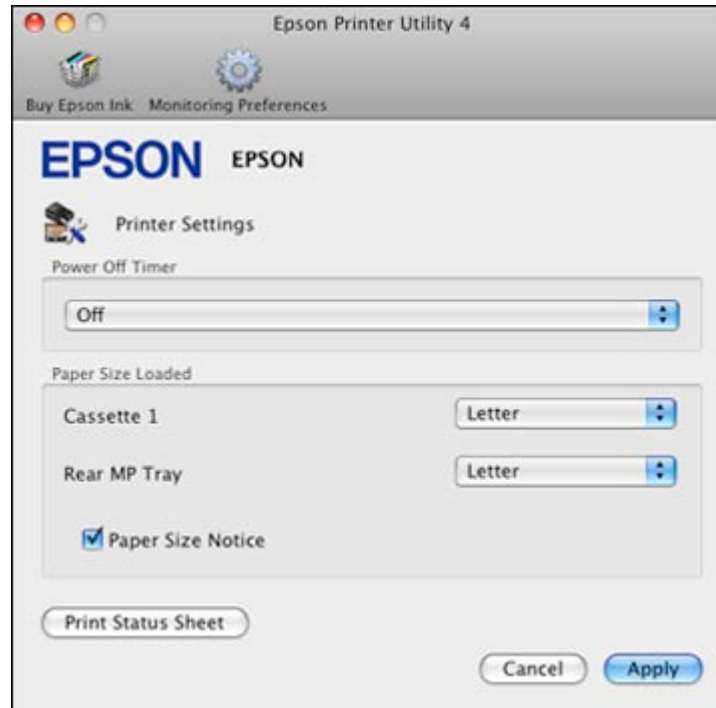 Epson Printer Utility 4
Buy Epson Ink Monitoring Preferences
EPSON EPSON
Printer Settings
Power Off Timer
Off
Paper Size Loaded
Cassette 1 Letter
Rear MP Tray Letter
Paper Size Notice
Print Status Sheet
Cancel Apply